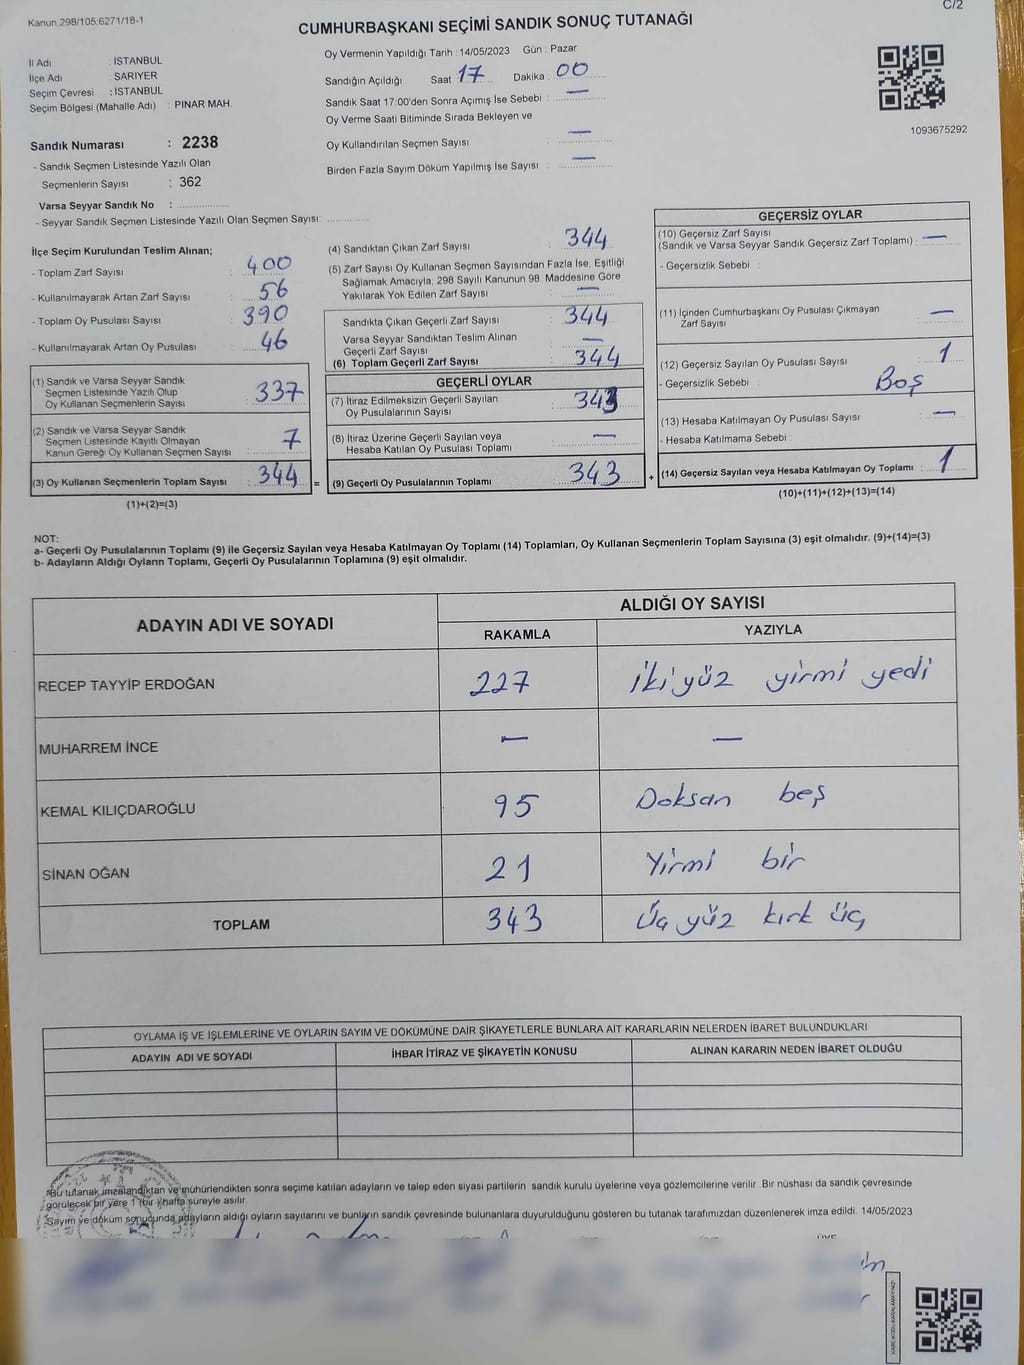 Kanun.298/105;6271/18-1
C/2
CUMHURBAŞKANI SEÇİMİ SANDIK SONUÇ TUTANAĞI
İl Adı : İSTANBUL
İlçe Adı : SARIYER
Seçim Çevresi : İSTANBUL
Seçim Bölgesi (Mahalle Adı) : PINAR MAH.
Sandık Numarası : 2238
- Sandık Seçmen Listesinde Yazılı Olan
Seçmenlerin Sayısı : 362
Varsa Seyyar Sandık No :
- Seyyar Sandık Seçmen Listesinde Yazılı Olan Seçmen Sayısı:
Oy Vermenin Yapıldığı Tarih : 14/05/2023 Gün : Pazar
Sandığın Açıldığı Saat 17 Dakika : 00
Sandık Saat 17:00'den Sonra Açımış İse Sebebi : —
Oy Verme Saati Bitiminde Sırada Bekleyen ve
Oy Kullandırılan Seçmen Sayısı : —
Birden Fazla Sayım Döküm Yapılmış İse Sayısı : —
1093675292
İlçe Seçim Kurulundan Teslim Alınan;
- Toplam Zarf Sayısı : 400
- Kullanılmayarak Artan Zarf Sayısı : 56
- Toplam Oy Pusulası Sayısı : 390
- Kullanılmayarak Artan Oy Pusulası : 46
(1) Sandık ve Varsa Seyyar Sandık
Seçmen Listesinde Yazılı Olup
Oy Kullanan Seçmenlerin Sayısı : 337
(2) Sandık ve Varsa Seyyar Sandık
Seçmen Listesinde Kayıtlı Olmayan
Kanun Gereği Oy Kullanan Seçmen Sayısı : 7
(3) Oy Kullanan Seçmenlerin Toplam Sayısı : 344
(1)+(2)=(3)
(4) Sandıktan Çıkan Zarf Sayısı : 344
(5) Zarf Sayısı Oy Kullanan Seçmen Sayısından Fazla İse, Eşitliği
Sağlamak Amacıyla, 298 Sayılı Kanunun 98. Maddesine Göre
Yakılarak Yok Edilen Zarf Sayısı : —
Sandıkta Çıkan Geçerli Zarf Sayısı : 344
Varsa Seyyar Sandıktan Teslim Alınan
Geçerli Zarf Sayısı : —
(6) Toplam Geçerli Zarf Sayısı : 344
GEÇERLİ OYLAR
(7) İtiraz Edilmeksizin Geçerli Sayılan
Oy Pusulalarının Sayısı : 343
(8) İtiraz Üzerine Geçerli Sayılan veya
Hesaba Katılan Oy Pusulası Toplamı : —
= (9) Geçerli Oy Pusulalarının Toplamı : 343 +
GEÇERSİZ OYLAR
(10) Geçersiz Zarf Sayısı
(Sandık ve Varsa Seyyar Sandık Geçersiz Zarf Toplamı) : —
- Geçersizlik Sebebi :
(11) İçinden Cumhurbaşkanı Oy Pusulası Çıkmayan
Zarf Sayısı : —
(12) Geçersiz Sayılan Oy Pusulası Sayısı : 1
- Geçersizlik Sebebi : Boş
(13) Hesaba Katılmayan Oy Pusulası Sayısı : —
- Hesaba Katılmama Sebebi :
(14) Geçersiz Sayılan veya Hesaba Katılmayan Oy Toplamı : 1
(10)+(11)+(12)+(13)=(14)
NOT:
a- Geçerli Oy Pusulalarının Toplamı (9) ile Geçersiz Sayılan veya Hesaba Katılmayan Oy Toplamı (14) Toplamları, Oy Kullanan Seçmenlerin Toplam Sayısına (3) eşit olmalıdır. (9)+(14)=(3)
b- Adayların Aldığı Oyların Toplamı, Geçerli Oy Pusulalarının Toplamına (9) eşit olmalıdır.
ADAYIN ADI VE SOYADI
ALDIĞI OY SAYISI
RAKAMLA YAZIYLA
RECEP TAYYİP ERDOĞAN 227 İki yüz yirmi yedi
MUHARREM İNCE — —
KEMAL KILIÇDAROĞLU 95 Doksan beş
SİNAN OĞAN 21 Yirmi bir
TOPLAM 343 Üç yüz kırk üç
OYLAMA İŞ VE İŞLEMLERİNE VE OYLARIN SAYIM VE DÖKÜMÜNE DAİR ŞİKAYETLERLE BUNLARA AİT KARARLARIN NELERDEN İBARET BULUNDUKLARI
ADAYIN ADI VE SOYADI İHBAR İTİRAZ VE ŞİKAYETİN KONUSU ALINAN KARARIN NEDEN İBARET OLDUĞU
*Bu tutanak imzalandıktan ve mühürlendikten sonra seçime katılan adayların ve talep eden siyasi partilerin sandık kurulu üyelerine veya gözlemcilerine verilir. Bir nüshası da sandık çevresinde
görülecek bir yere 1 (bir) hafta süreyle asılır.
Sayım ve döküm sonucunda adayların aldığı oyların sayılarını ve bunların sandık çevresinde bulunanlara duyurulduğunu gösteren bu tutanak tarafımızdan düzenlenerek imza edildi. 14/05/2023
KARE KODU KARALAMAYINIZ!